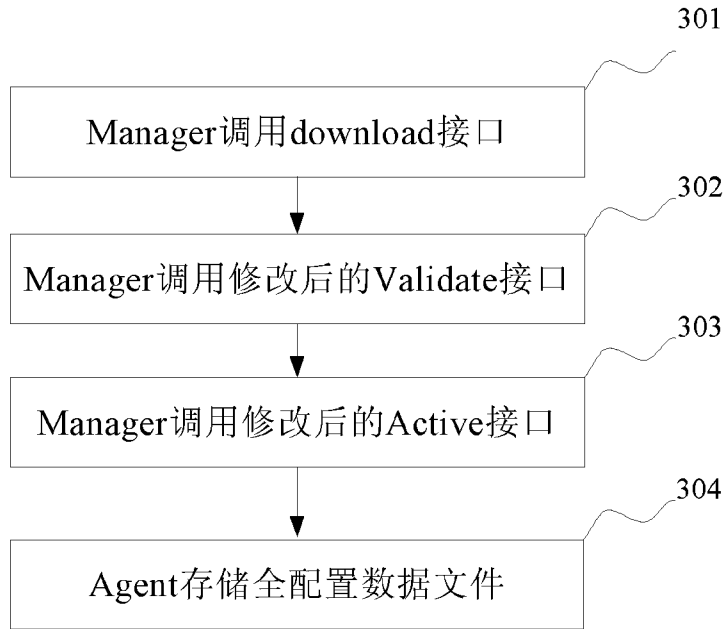 301
Manager调用download接口
302
Manager调用修改后的Validate接口
303
Manager调用修改后的Active接口
304
Agent存储全配置数据文件